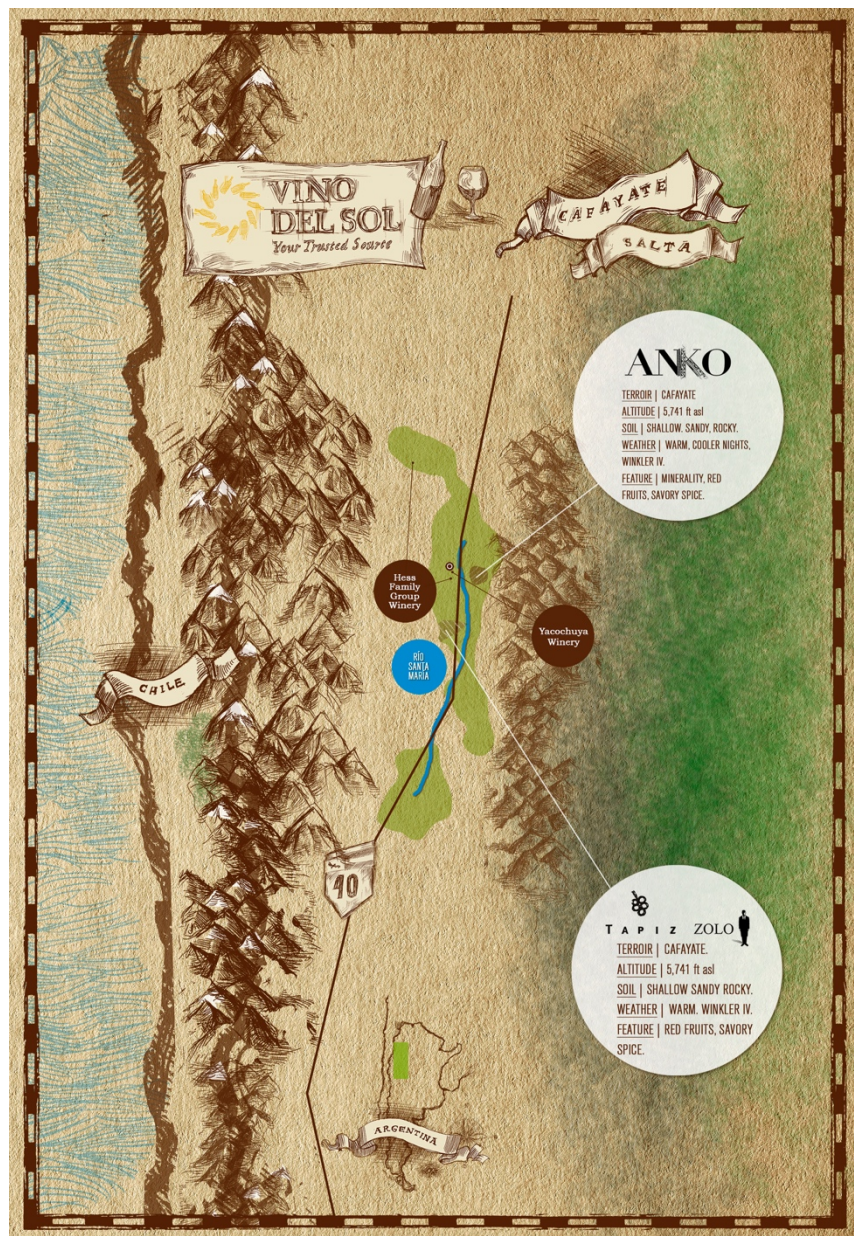 VINO
DEL SOL
Your Trusted Source
CAFAYATE
SALTA
ANKO
TERROIR | CAFAYATE
ALTITUDE | 5,741 ft asl
SOIL | SHALLOW. SANDY, ROCKY.
WEATHER | WARM, COOLER NIGHTS,
WINKLER IV.
FEATURE | MINERALITY, RED
FRUITS, SAVORY SPICE.
Hess
Family
Group
Winery
Yacochuya
Winery
RÍO
SANTA
MARÍA
CHILE
40
TAPIZ ZOLO
TERROIR | CAFAYATE.
ALTITUDE | 5,741 ft asl
SOIL | SHALLOW SANDY ROCKY.
WEATHER | WARM. WINKLER IV.
FEATURE | RED FRUITS, SAVORY
SPICE.
ARGENTINA